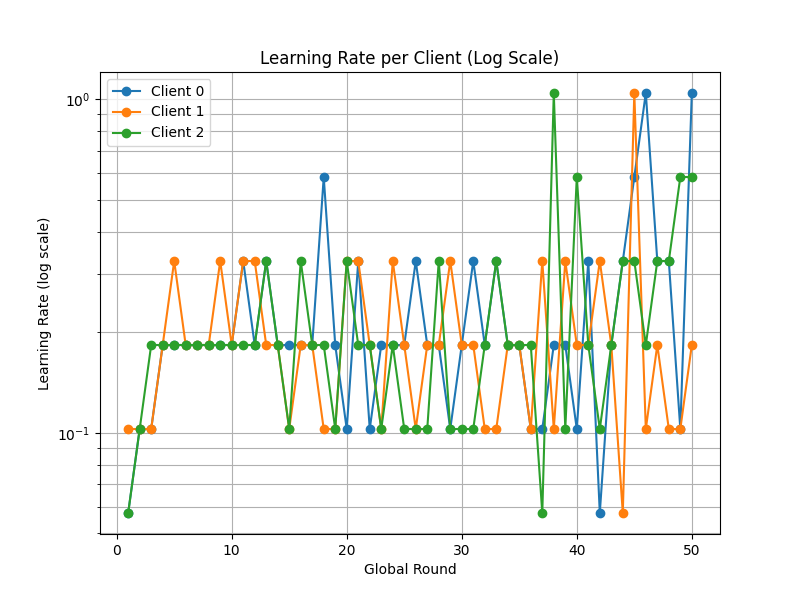 Learning Rate per Client (Log Scale)
Client 0
Client 1
Client 2
10⁰
10⁻¹
Learning Rate (log scale)
0 10 20 30 40 50
Global Round